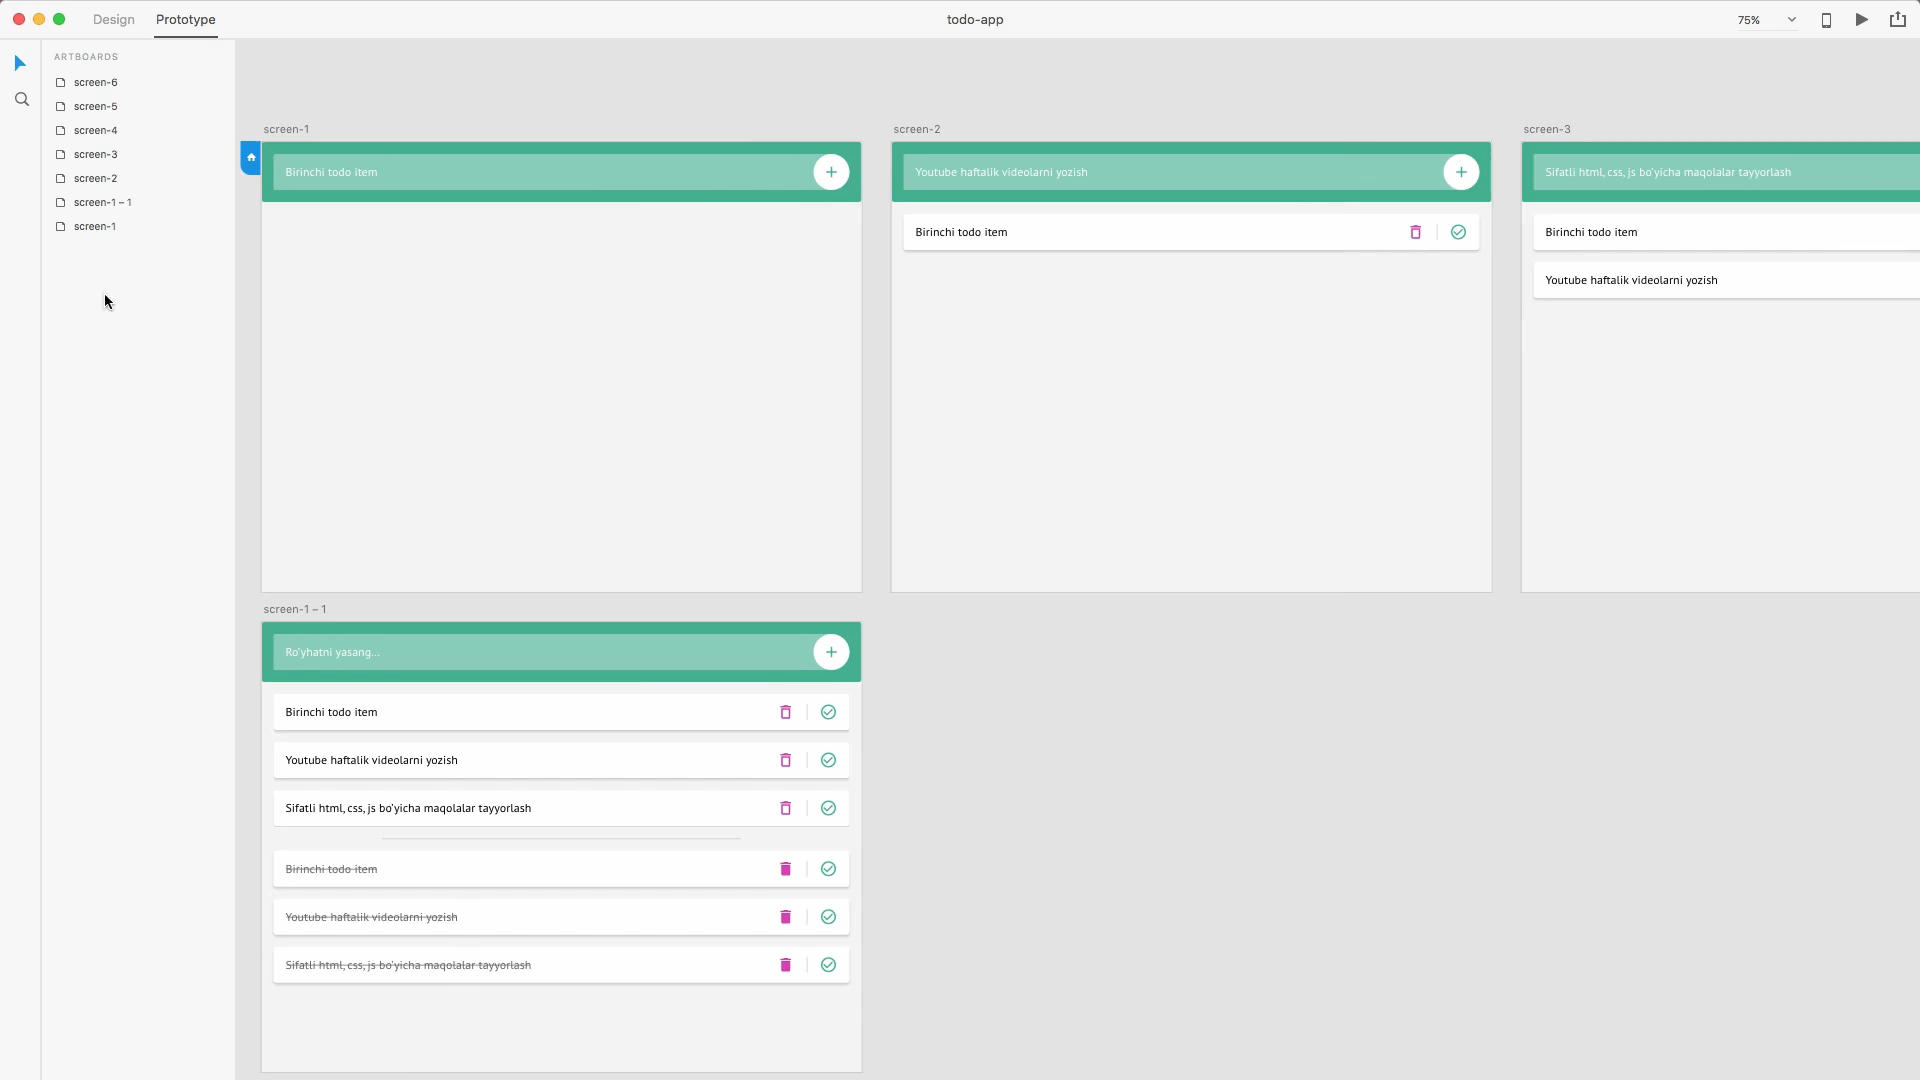 Design Prototype todo-app 75%
ARTBOARDS
screen-6
screen-5
screen-4
screen-3
screen-2
screen-1 – 1
screen-1
screen-1
Birinchi todo item
screen-2
Youtube haftalik videolarni yozish
Birinchi todo item
screen-3
Sifatli html, css, js bo'yicha maqolalar tayyorlash
Birinchi todo item
Youtube haftalik videolarni yozish
screen-1 – 1
Ro'yhatni yasang...
Birinchi todo item
Youtube haftalik videolarni yozish
Sifatli html, css, js bo'yicha maqolalar tayyorlash
Birinchi todo item
Youtube haftalik videolarni yozish
Sifatli html, css, js bo'yicha maqolalar tayyorlash